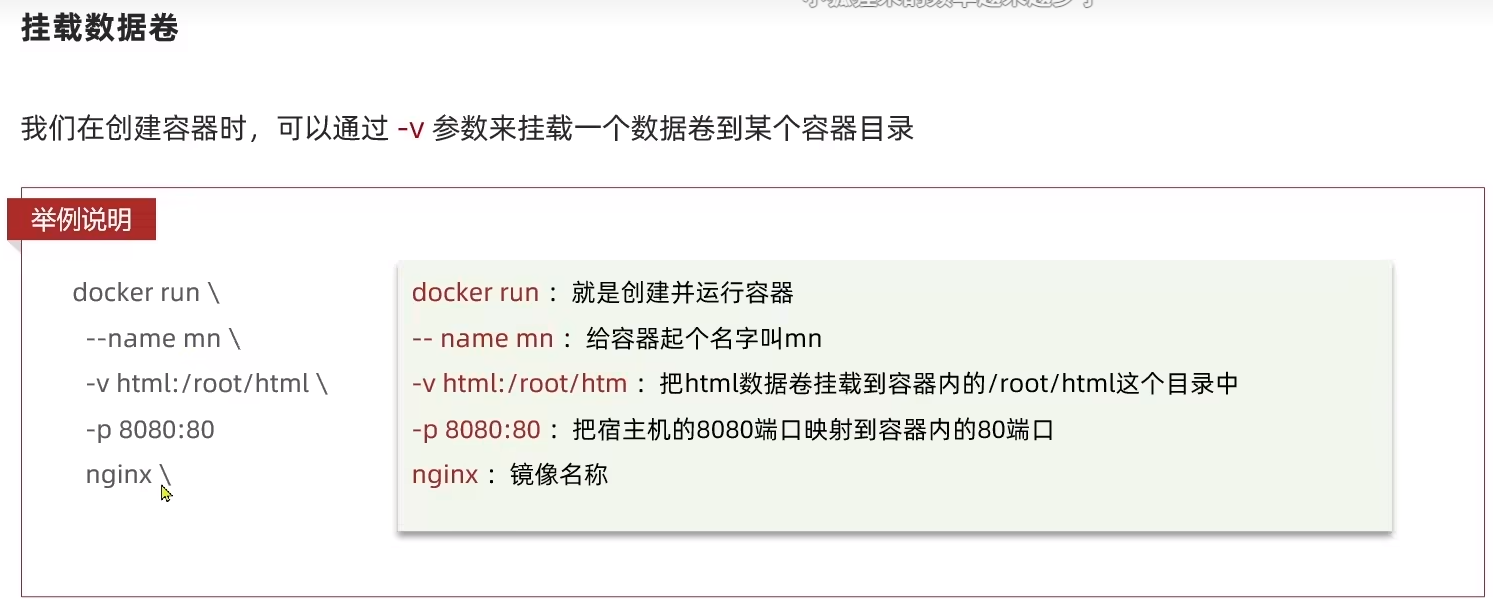 挂载数据卷
我们在创建容器时，可以通过 -v 参数来挂载一个数据卷到某个容器目录
举例说明
docker run \
--name mn \
-v html:/root/html \
-p 8080:80
nginx \
docker run ：就是创建并运行容器
-- name mn ：给容器起个名字叫mn
-v html:/root/htm ：把html数据卷挂载到容器内的/root/html这个目录中
-p 8080:80 ：把宿主机的8080端口映射到容器内的80端口
nginx ：镜像名称